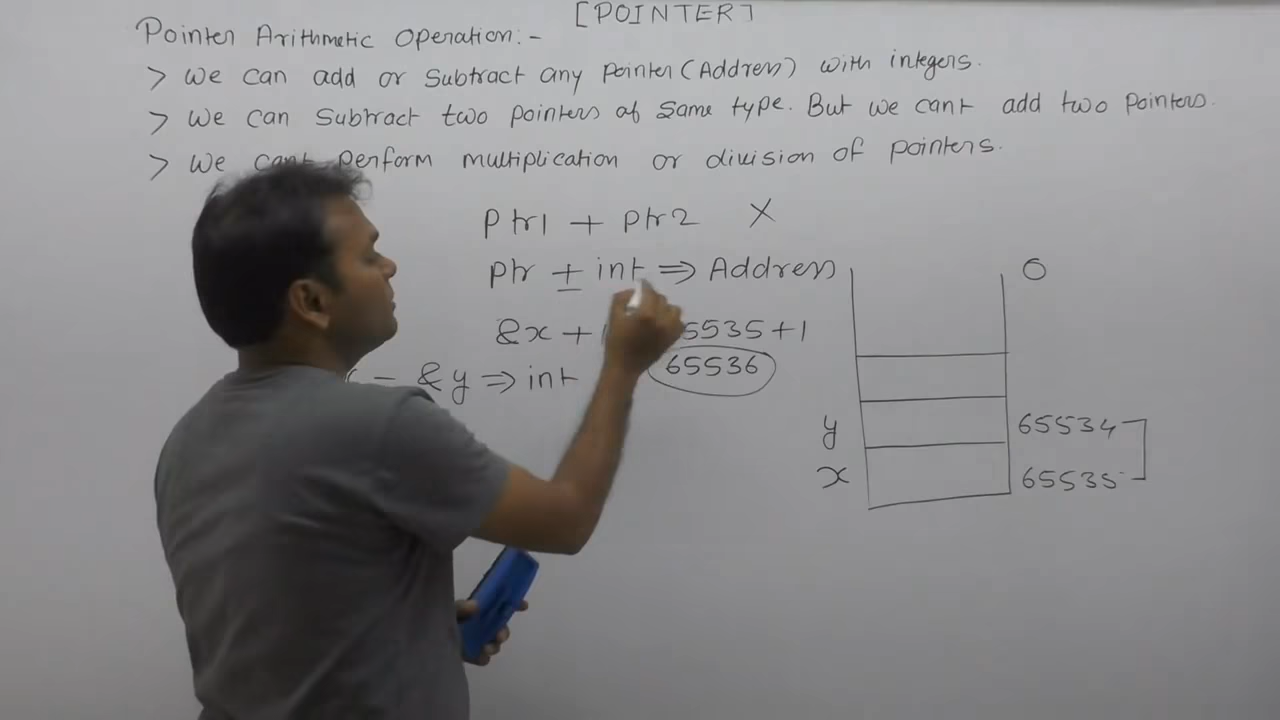 [POINTER]
Pointer Arithmetic Operation:-
> We can add or Subtract any Pointer (Address) with integers.
> We can Subtract two pointers of same type. But we cant add two pointers.
> We cant perform multiplication or division of pointers.
Ptr1 + Ptr2 X
Ptr ± int => Address
0
&x + 65535+1
- &y => int
65536
y 65534
x 65535